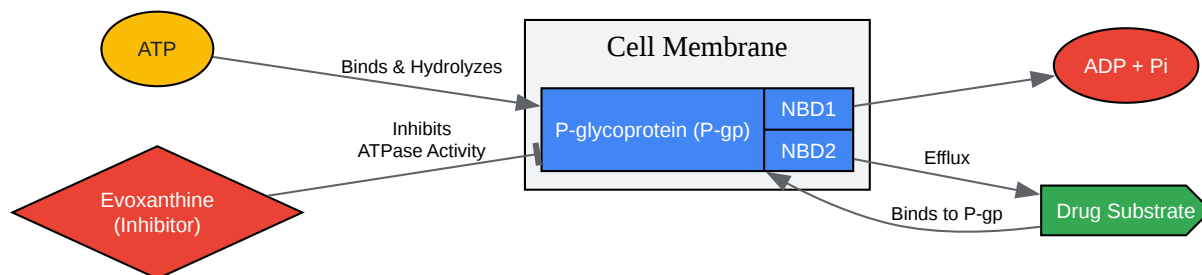 ATP
Binds & Hydrolyzes
Cell Membrane
ADP + Pi
P-glycoprotein (P-gp)
NBD1
NBD2
Inhibits
ATPase Activity
Efflux
Evoxanthine
(Inhibitor)
Binds to P-gp
Drug Substrate